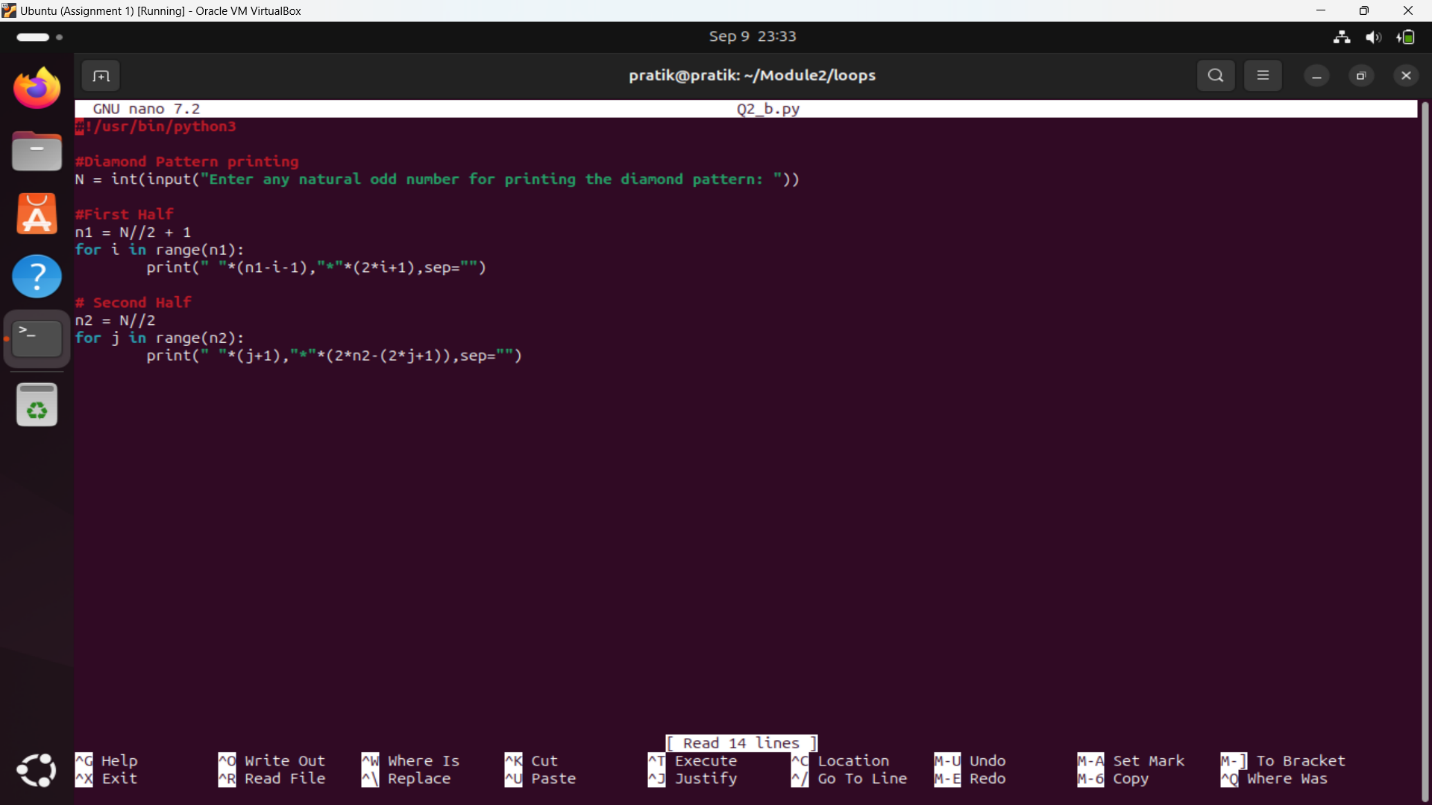 Ubuntu (Assignment 1) [Running] - Oracle VM VirtualBox
Sep 9 23:33
pratik@pratik: ~/Module2/loops
GNU nano 7.2 Q2_b.py
#!/usr/bin/python3
#Diamond Pattern printing
N = int(input("Enter any natural odd number for printing the diamond pattern: "))
#First Half
n1 = N//2 + 1
for i in range(n1):
        print(" "*(n1-i-1),"*"*(2*i+1),sep="")
# Second Half
n2 = N//2
for j in range(n2):
        print(" "*(j+1),"*"*(2*n2-(2*j+1)),sep="")
[ Read 14 lines ]
^G Help ^O Write Out ^W Where Is ^K Cut ^T Execute ^C Location M-U Undo M-A Set Mark M-] To Bracket
^X Exit ^R Read File ^\ Replace ^U Paste ^J Justify ^/ Go To Line M-E Redo M-6 Copy ^Q Where Was